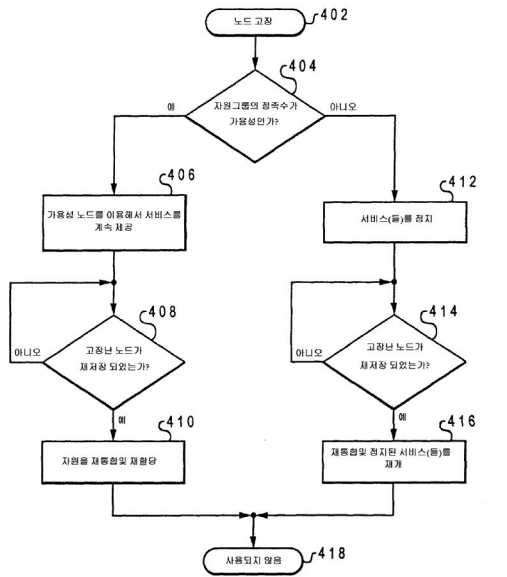 노드 고장
402
404
자원그룹의 정족수가
가용성인가?
예
아니오
406
가용성 노드를 이용해서 서비스를
계속 제공
412
서비스(들)를 정지
408
고장난 노드가
재저장 되었는가?
아니오
예
414
고장난 노드가
재저장 되었는가?
아니오
예
410
자원을 재통합및 재할당
416
재통합및 정지된 서비스(들)를
재개
사용되지 않음
418